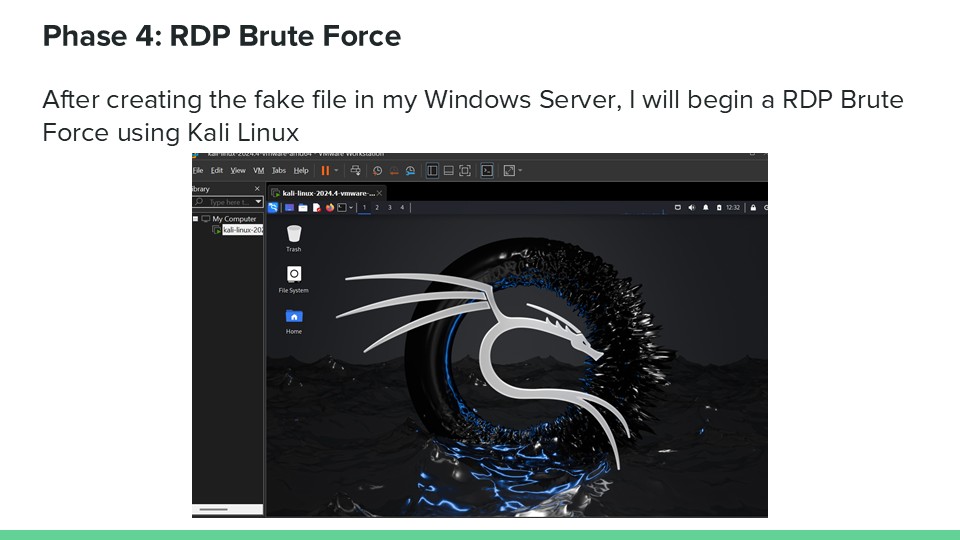 Phase 4: RDP Brute Force
After creating the fake file in my Windows Server, I will begin a RDP Brute
Force using Kali Linux
kali-linux-2024.4-vmware-amd64 - VMware Workstation
File Edit View VM Tabs Help
Library
Type here t...
My Computer
kali-linux-202
kali-linux-2024.4-vmware-...
1 2 3 4
12:32
Trash
File System
Home